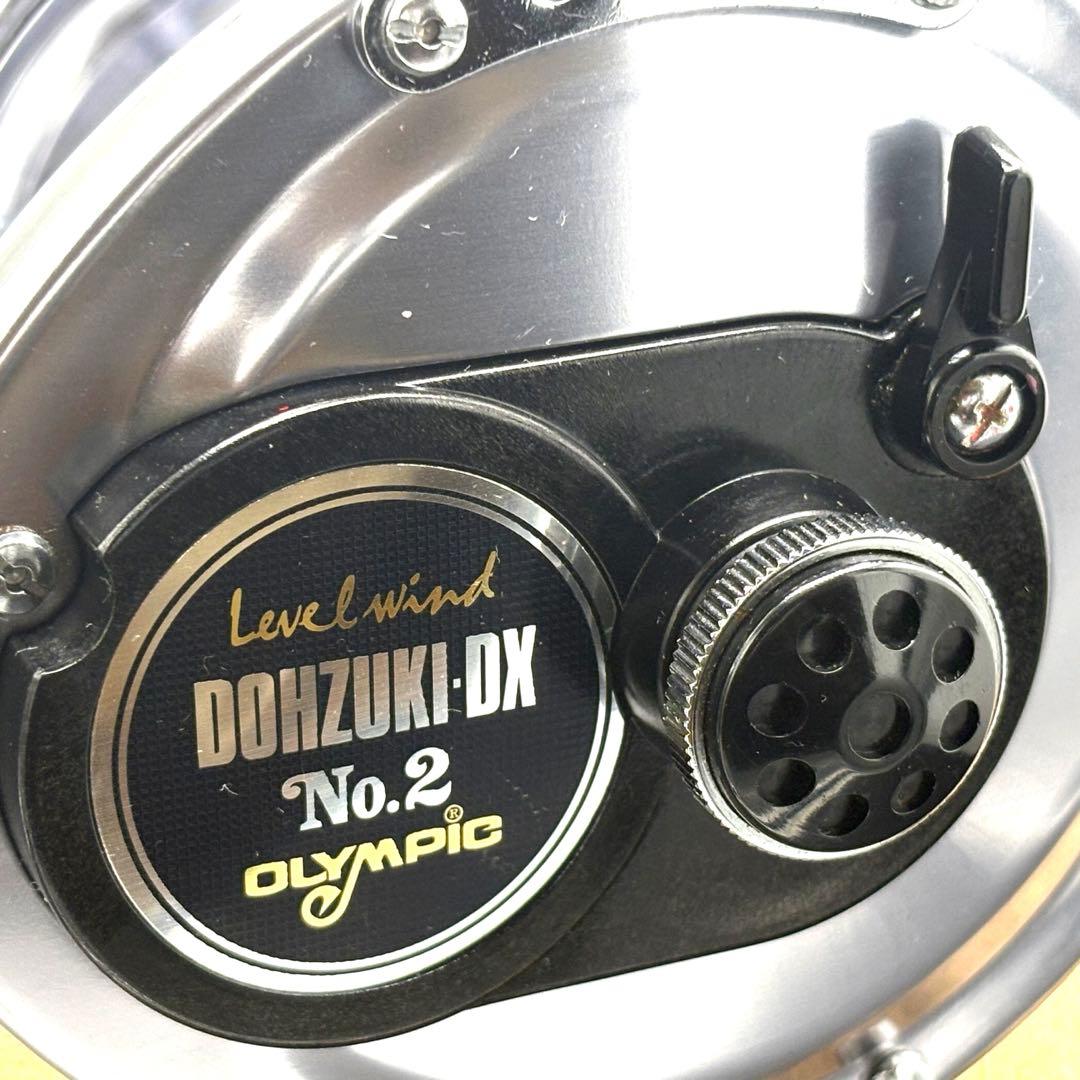 Level wind
DOHZUKI·DX
No.2
OLYMPIC®